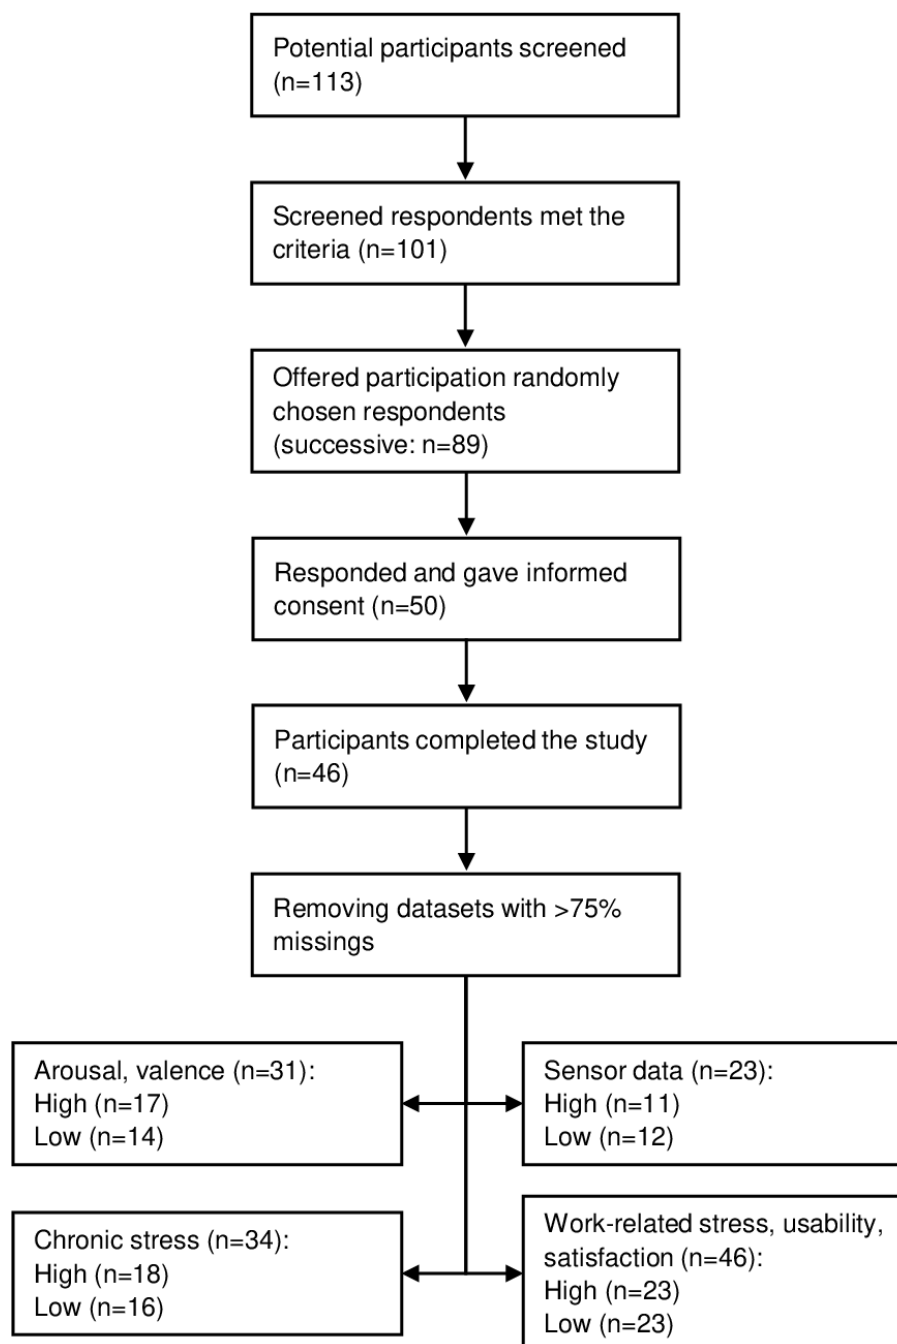 Potential participants screened
(n=113)
Screened respondents met the
criteria (n=101)
Offered participation randomly
chosen respondents
(successive: n=89)
Responded and gave informed
consent (n=50)
Participants completed the study
(n=46)
Removing datasets with >75%
missings
Arousal, valence (n=31):
High (n=17)
Low (n=14)
Sensor data (n=23):
High (n=11)
Low (n=12)
Chronic stress (n=34):
High (n=18)
Low (n=16)
Work-related stress, usability,
satisfaction (n=46):
High (n=23)
Low (n=23)